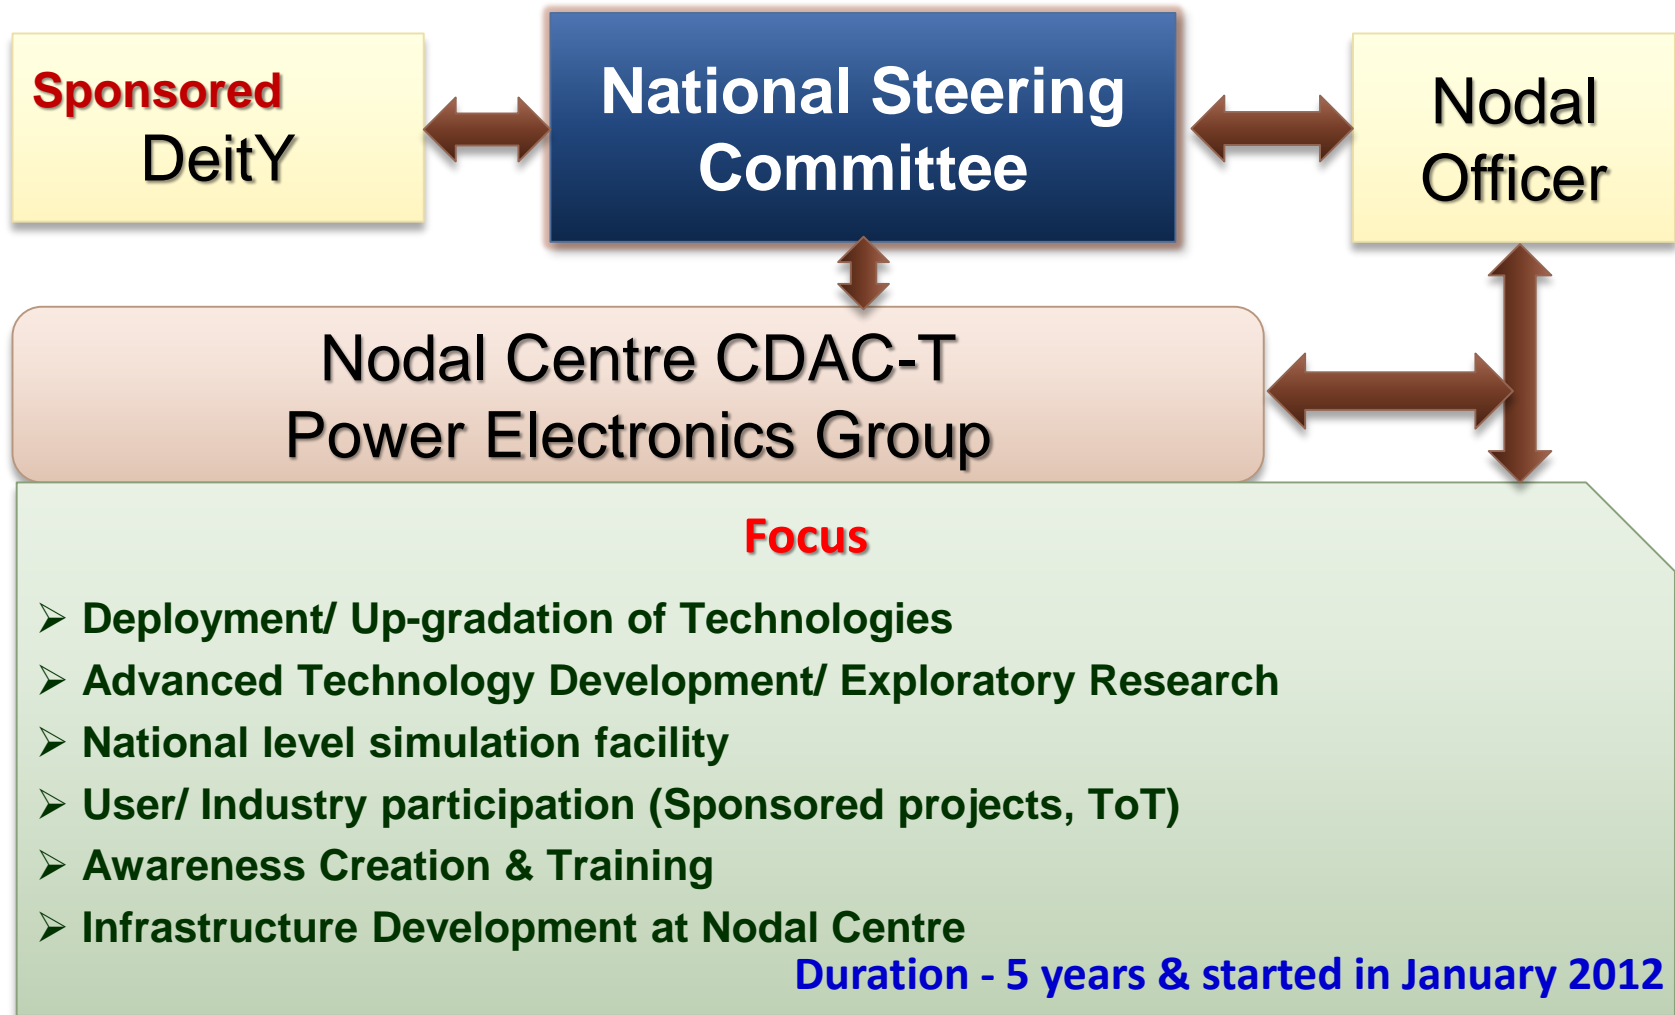 Sponsored
DeitY
National Steering
Committee
Nodal
Officer
Nodal Centre CDAC-T
Power Electronics Group
Focus
➢ Deployment/ Up-gradation of Technologies
➢ Advanced Technology Development/ Exploratory Research
➢ National level simulation facility
➢ User/ Industry participation (Sponsored projects, ToT)
➢ Awareness Creation & Training
➢ Infrastructure Development at Nodal Centre
Duration - 5 years & started in January 2012